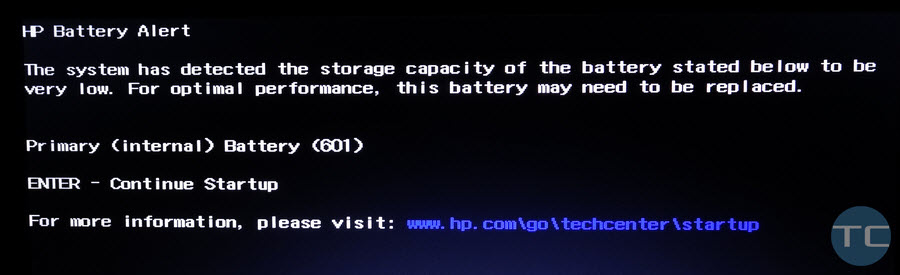 HP Battery Alert
The system has detected the storage capacity of the battery stated below to be
very low. For optimal performance, this battery may need to be replaced.
Primary (internal) Battery (601)
ENTER - Continue Startup
For more information, please visit: www.hp.com\go\techcenter\startup
TC